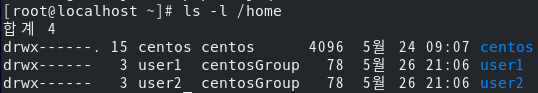 [root@localhost ~]# ls -l /home
합계 4
drwx------. 15 centos centos      4096  5월  24 09:07 centos
drwx------   3 user1  centosGroup   78  5월  26 21:06 user1
drwx------   3 user2  centosGroup   78  5월  26 21:06 user2